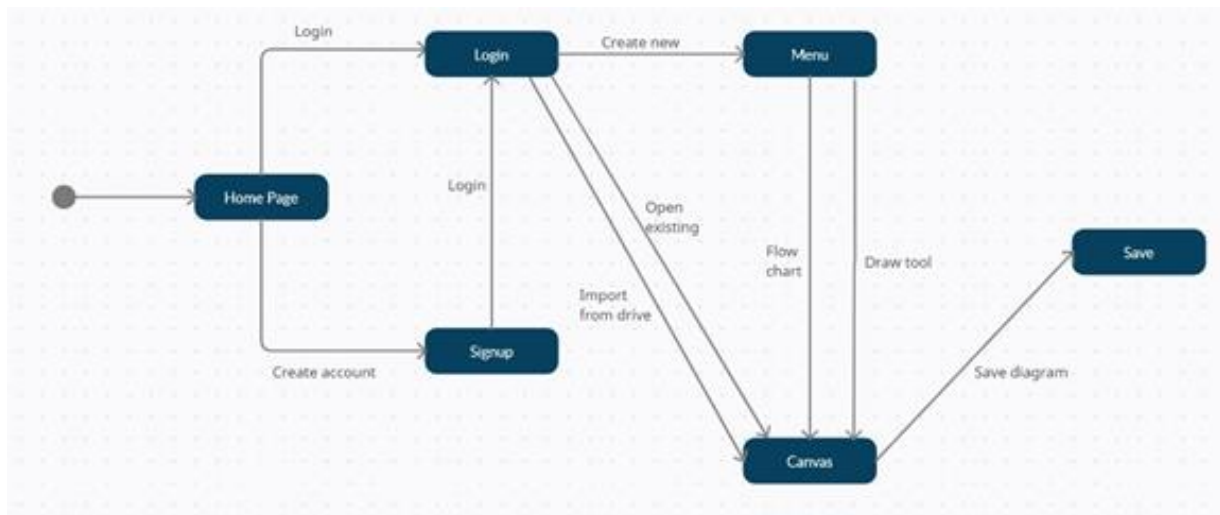 Login
Login
Create new
Menu
Home Page
Login
Open
existing
Flow
chart
Draw tool
Save
Import
from drive
Signup
Create account
Save diagram
Canvas